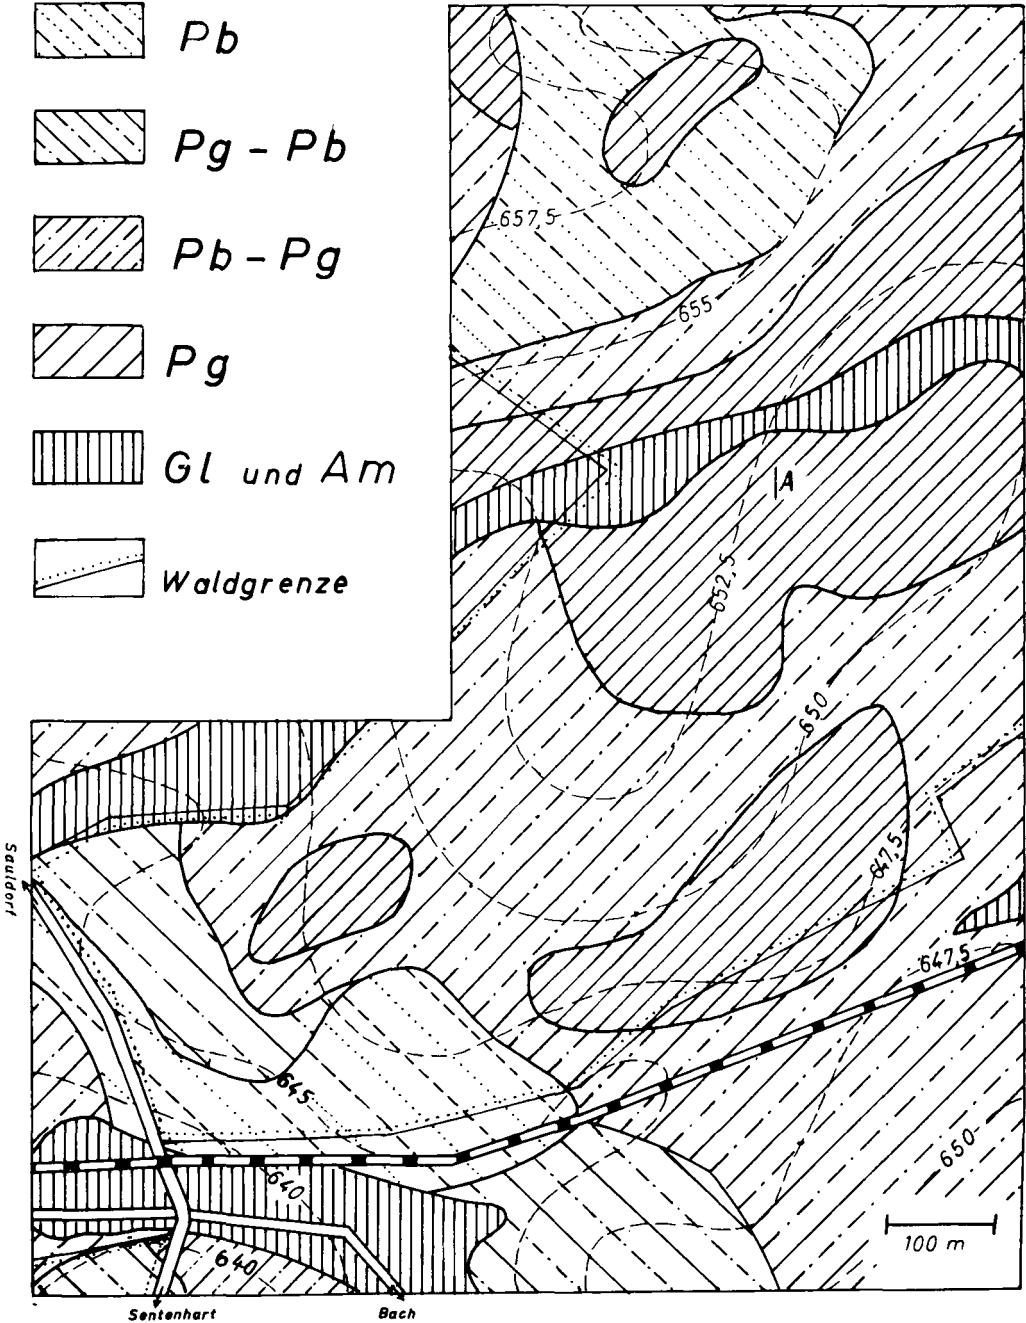 Pb
Pg - Pb
Pb - Pg
Pg
Gl und Am
Waldgrenze
657,5
655
A
652,5
650
647,5
Sauldorf
647,5
645
650
640
100 m
640
Sentenhart
Bach